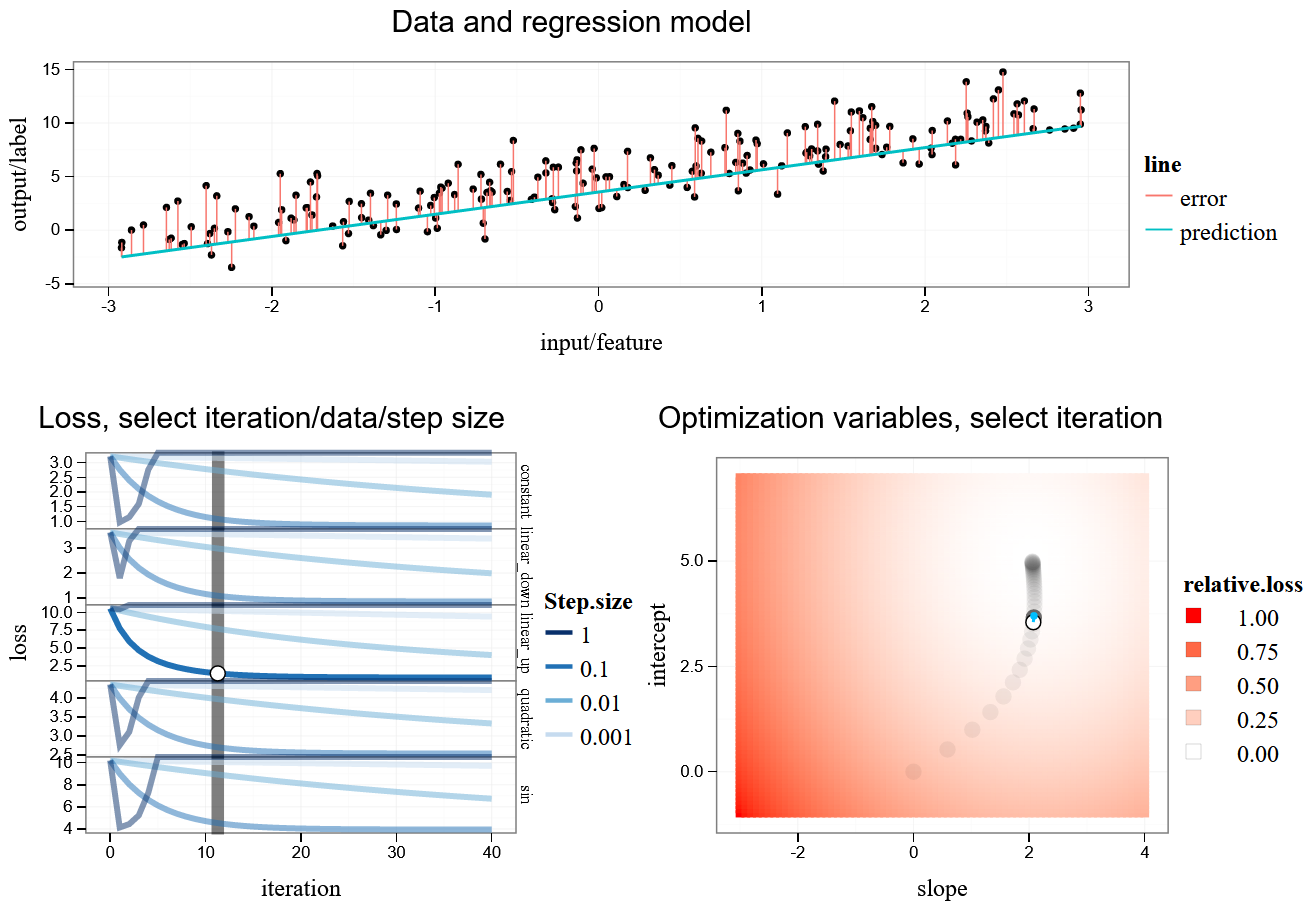 Data and regression model
output/label
15
10
5
0
-5
-3
-2
-1
0
1
2
3
input/feature
line
error
prediction
Loss, select iteration/data/step size
loss
3.0
2.5
2.0
1.5
1.0
3
2
1
10.0
7.5
5.0
2.5
4.0
3.5
3.0
2.5
10
8
6
4
constant
linear_down
linear_up
quadratic
sin
0
10
20
30
40
iteration
Step.size
1
0.1
0.01
0.001
Optimization variables, select iteration
intercept
5.0
2.5
0.0
-2
0
2
4
slope
relative.loss
1.00
0.75
0.50
0.25
0.00